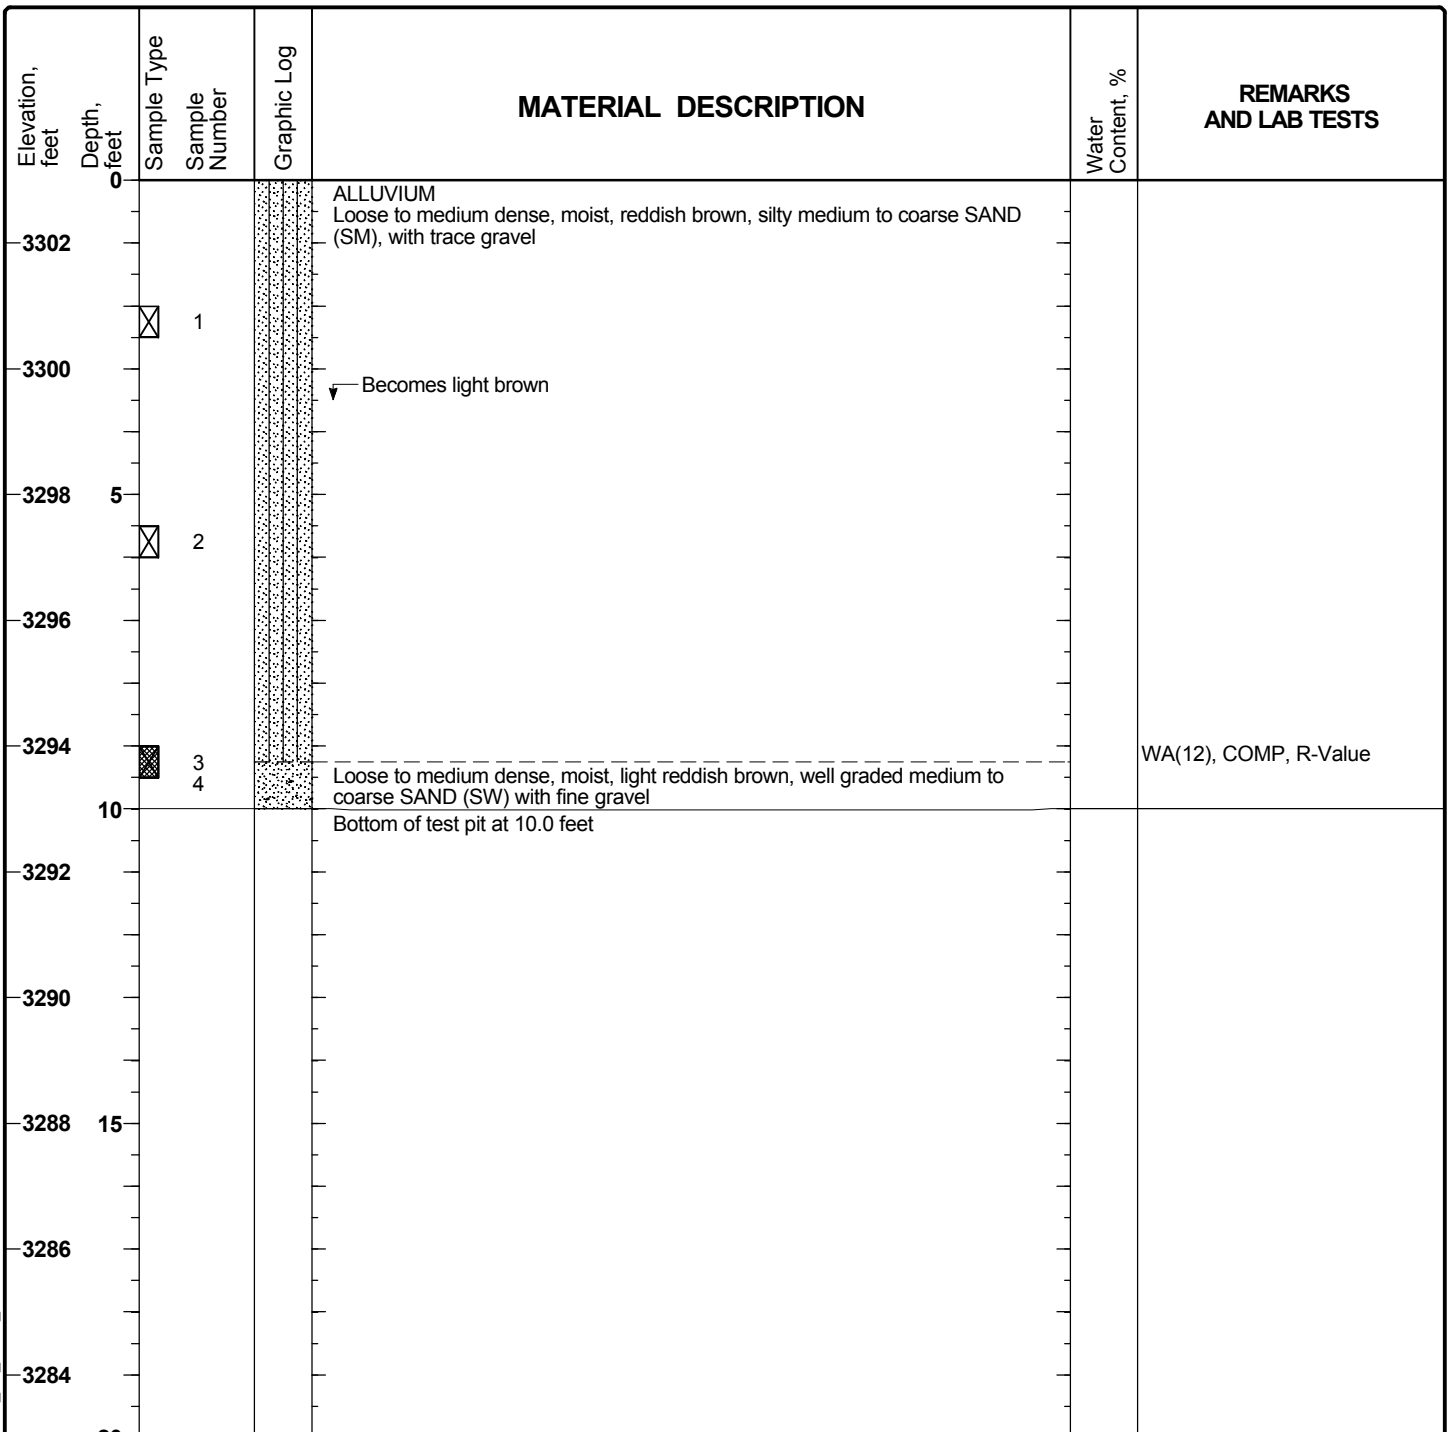 Elevation,
feet
Depth,
feet
Sample Type
Sample
Number
Graphic Log
MATERIAL DESCRIPTION
Water
Content, %
REMARKS
AND LAB TESTS
0
ALLUVIUM
Loose to medium dense, moist, reddish brown, silty medium to coarse SAND
(SM), with trace gravel
3302
1
3300
Becomes light brown
3298 5
2
3296
3294
WA(12), COMP, R-Value
3
4
Loose to medium dense, moist, light reddish brown, well graded medium to
coarse SAND (SW) with fine gravel
10
Bottom of test pit at 10.0 feet
3292
3290
3288 15
3286
3284